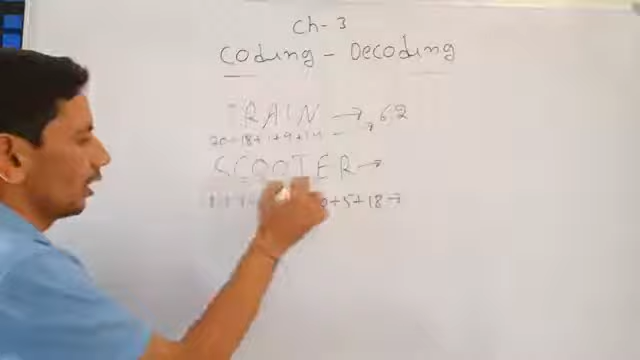 Ch-3
Coding - Decoding
TRAIN → 62
20+18+1+9+14 →
SCOOTER →
+5+18 →